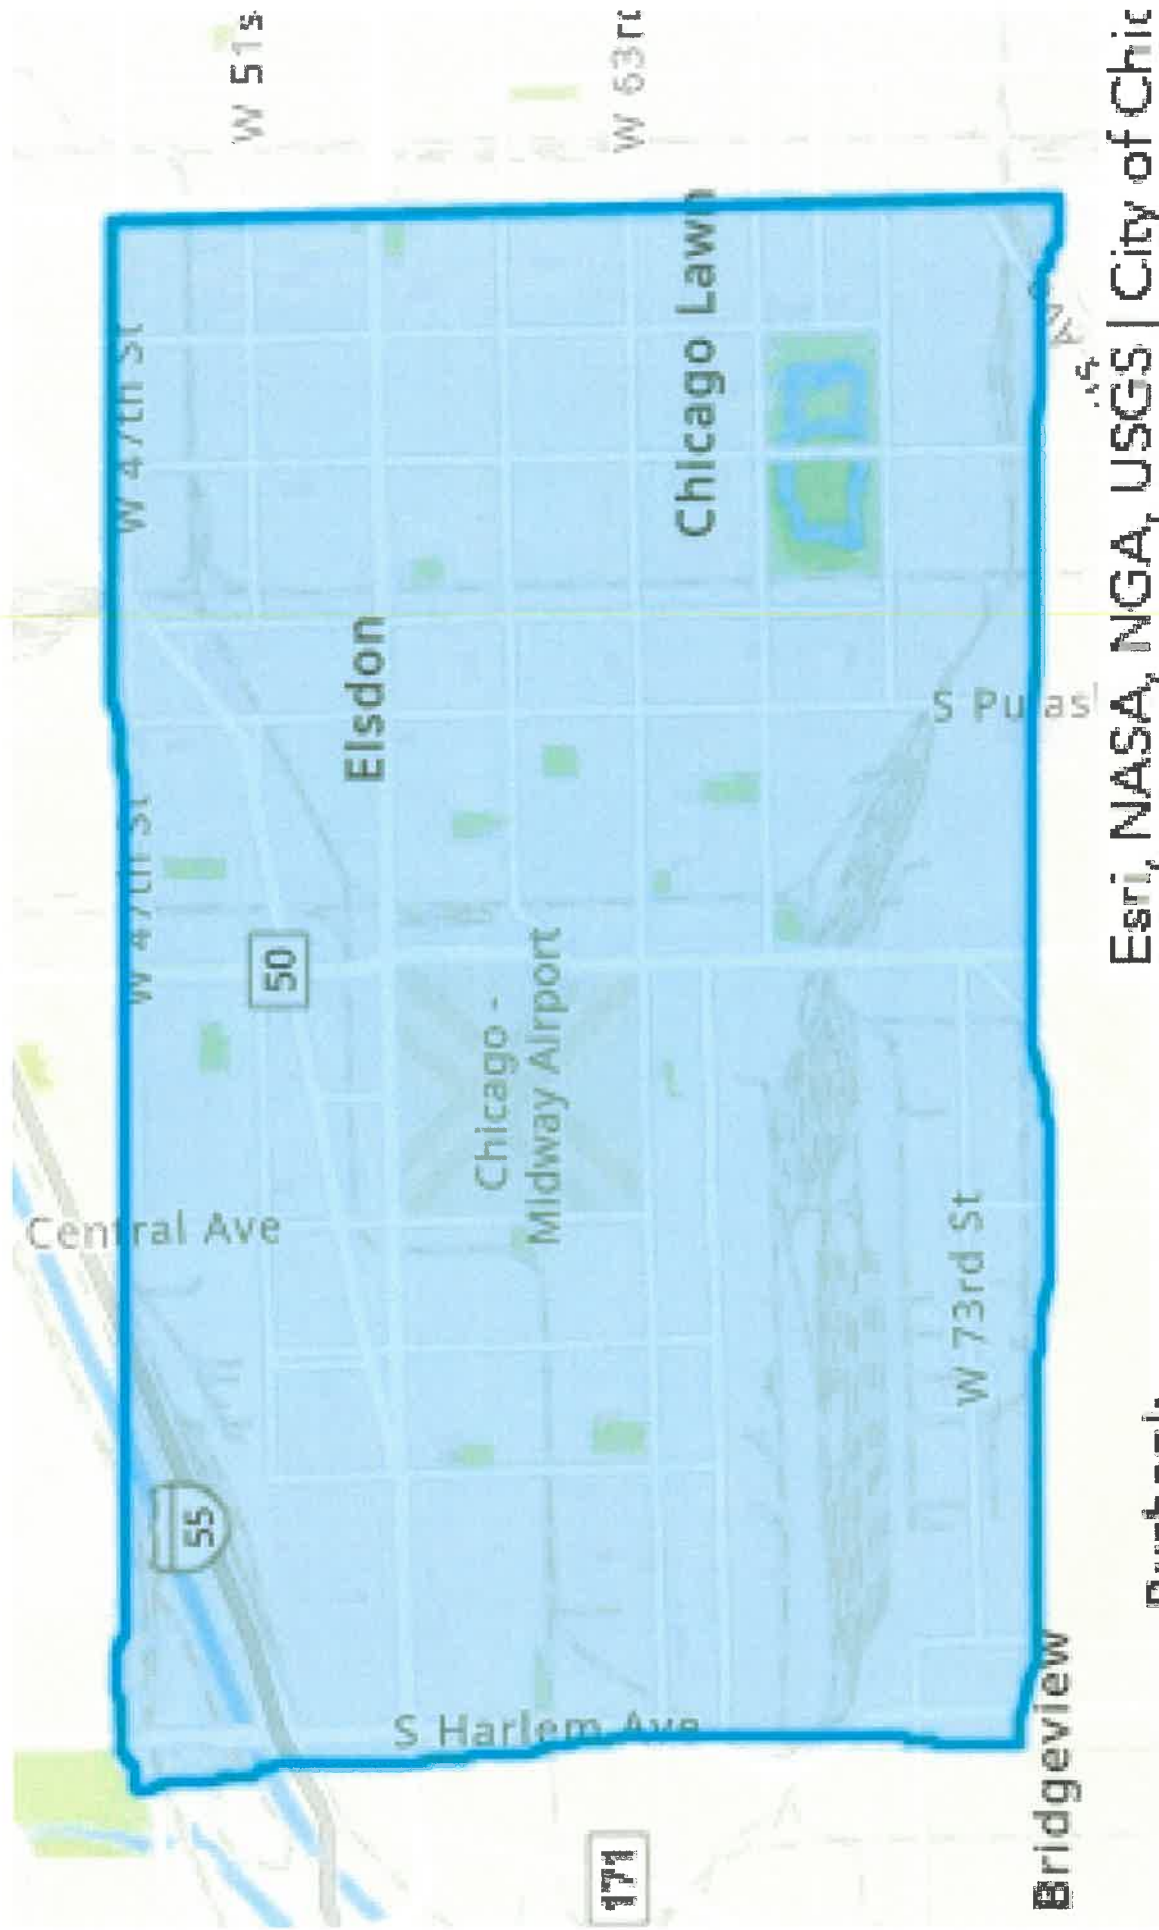 W 51s
W 63rd
W 47th St
W 47th St
Chicago Lawn
Elsdon
S Pulas
50
Chicago -
Midway Airport
Central Ave
W 73rd St
55
S Harlem Ave
171
Bridgeview
Esri, NASA, NGA, USGS | City of Chic